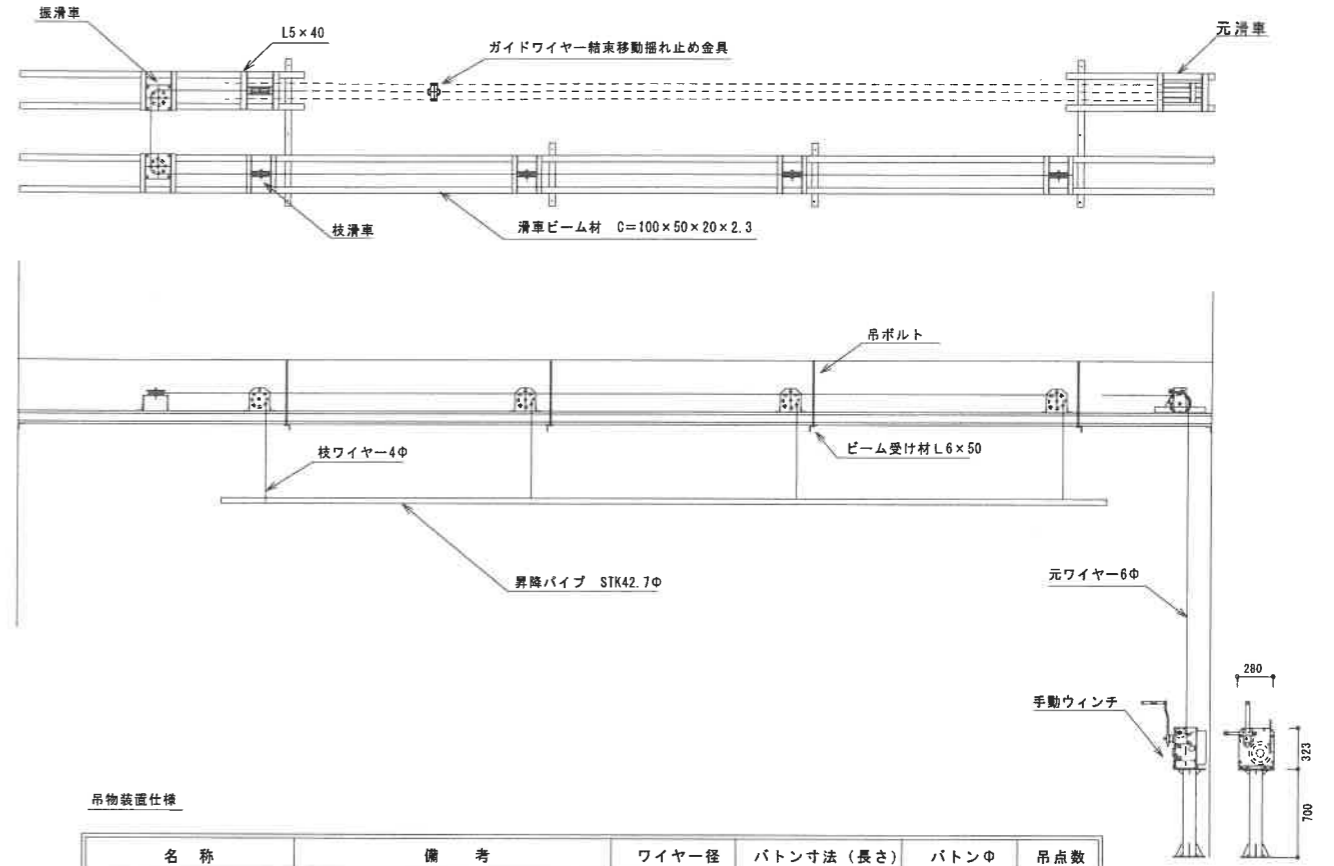 振滑車
L5×40
ガイドワイヤー結束移動揺れ止め金具
元滑車
枝滑車
滑車ビーム材 C=100×50×20×2.3
吊ボルト
枝ワイヤー4Φ
ビーム受け材L6×50
昇降パイプ STK42.7Φ
元ワイヤー6Φ
280
手動ウィンチ
323
700
吊物装置仕様
名 称 備 考 ワイヤー径 バトン寸法(長さ) バトンΦ 吊点数